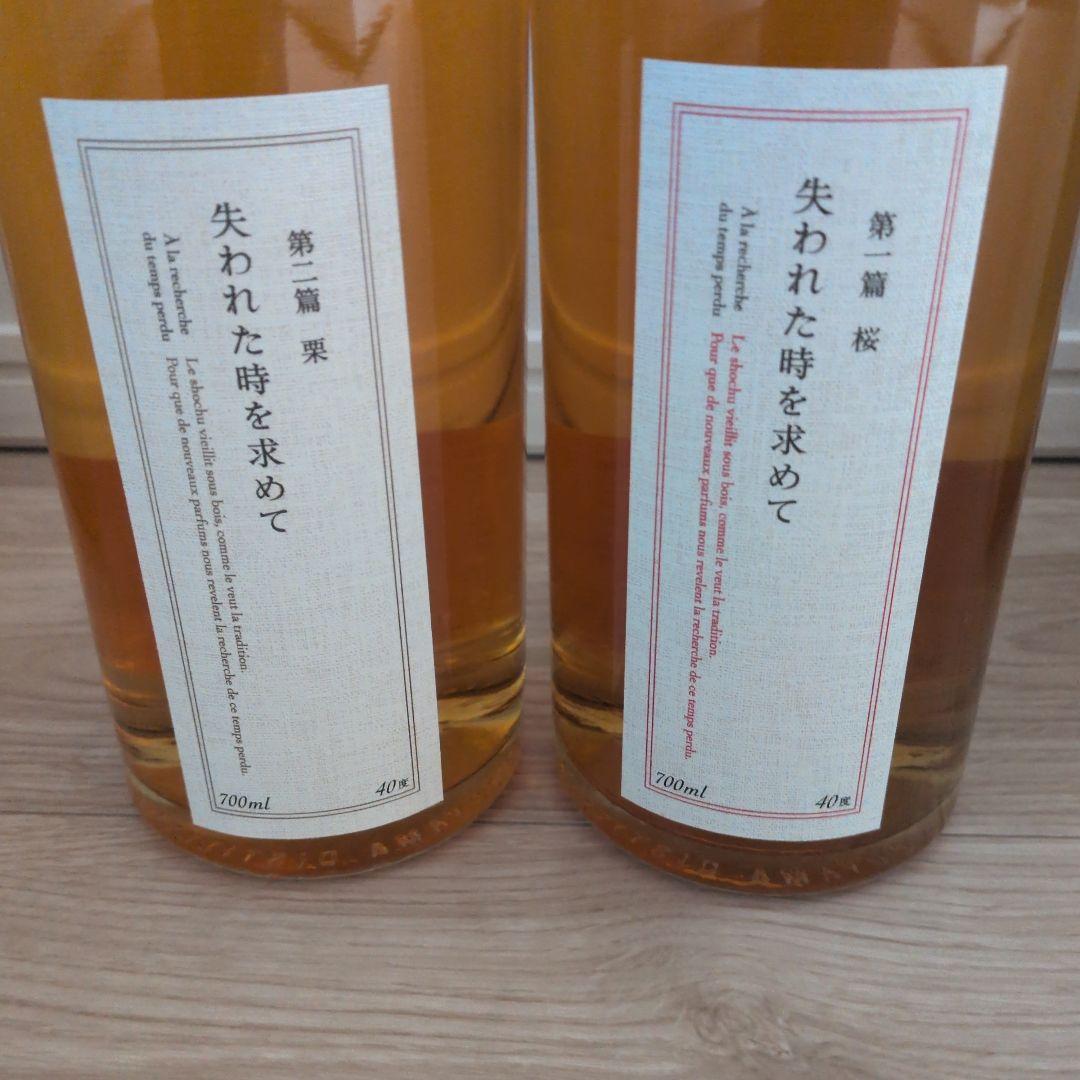 第二篇 栗
失われた時を求めて
À la recherche
du temps perdu
Le shochu vieillit sous bois, comme le veut la tradition.
Pour que de nouveaux parfums nous revelent la recherche de ce temps perdu.
700ml
40度
第一篇 桜
失われた時を求めて
À la recherche
du temps perdu
Le shochu vieillit sous bois, comme le veut la tradition.
Pour que de nouveaux parfums nous revelent la recherche de ce temps perdu.
700ml
40度